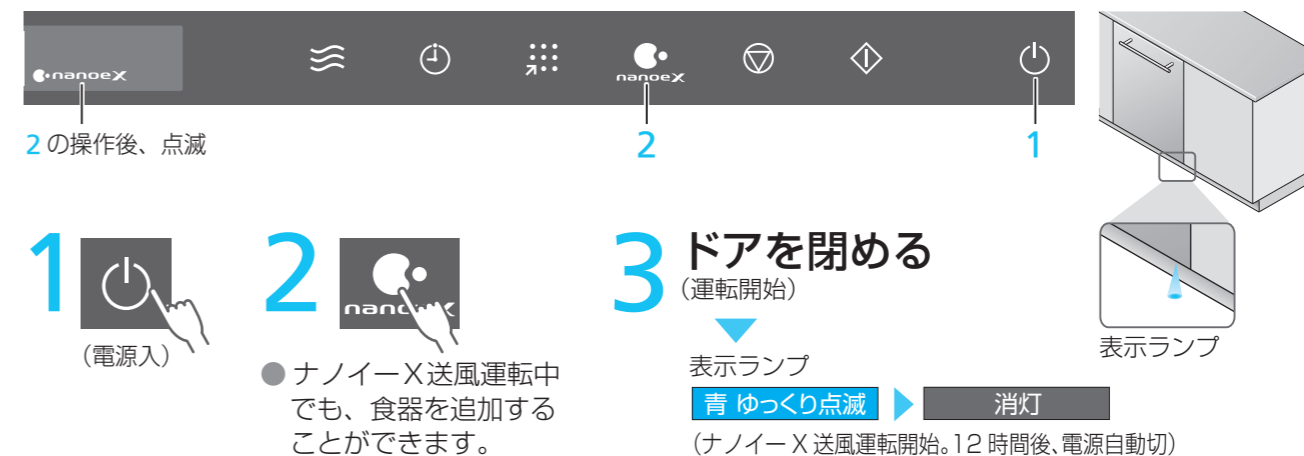 nanoeX
nanoeX
2 の操作後、点滅
2
1
1
(電源入)
2
nanoeX
●ナノイーX送風運転中
でも、食器を追加する
ことができます。
3 ドアを閉める
(運転開始)
表示ランプ
青 ゆっくり点滅 消灯
(ナノイー X 送風運転開始。12 時間後、電源自動切)
表示ランプ